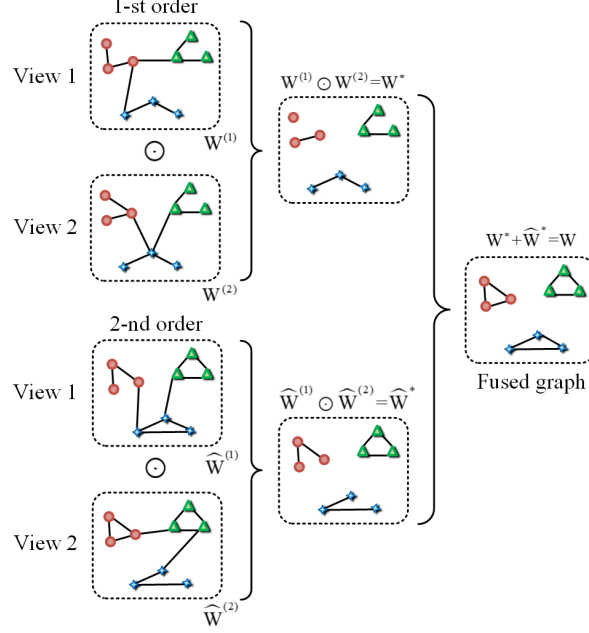 1-st order
View 1
W⁽¹⁾
⊙
View 2
W⁽²⁾
W⁽¹⁾ ⊙ W⁽²⁾=W*
2-nd order
View 1
Ŵ⁽¹⁾
⊙
View 2
Ŵ⁽²⁾
Ŵ⁽¹⁾ ⊙ Ŵ⁽²⁾=Ŵ*
W*+Ŵ*=W
Fused graph